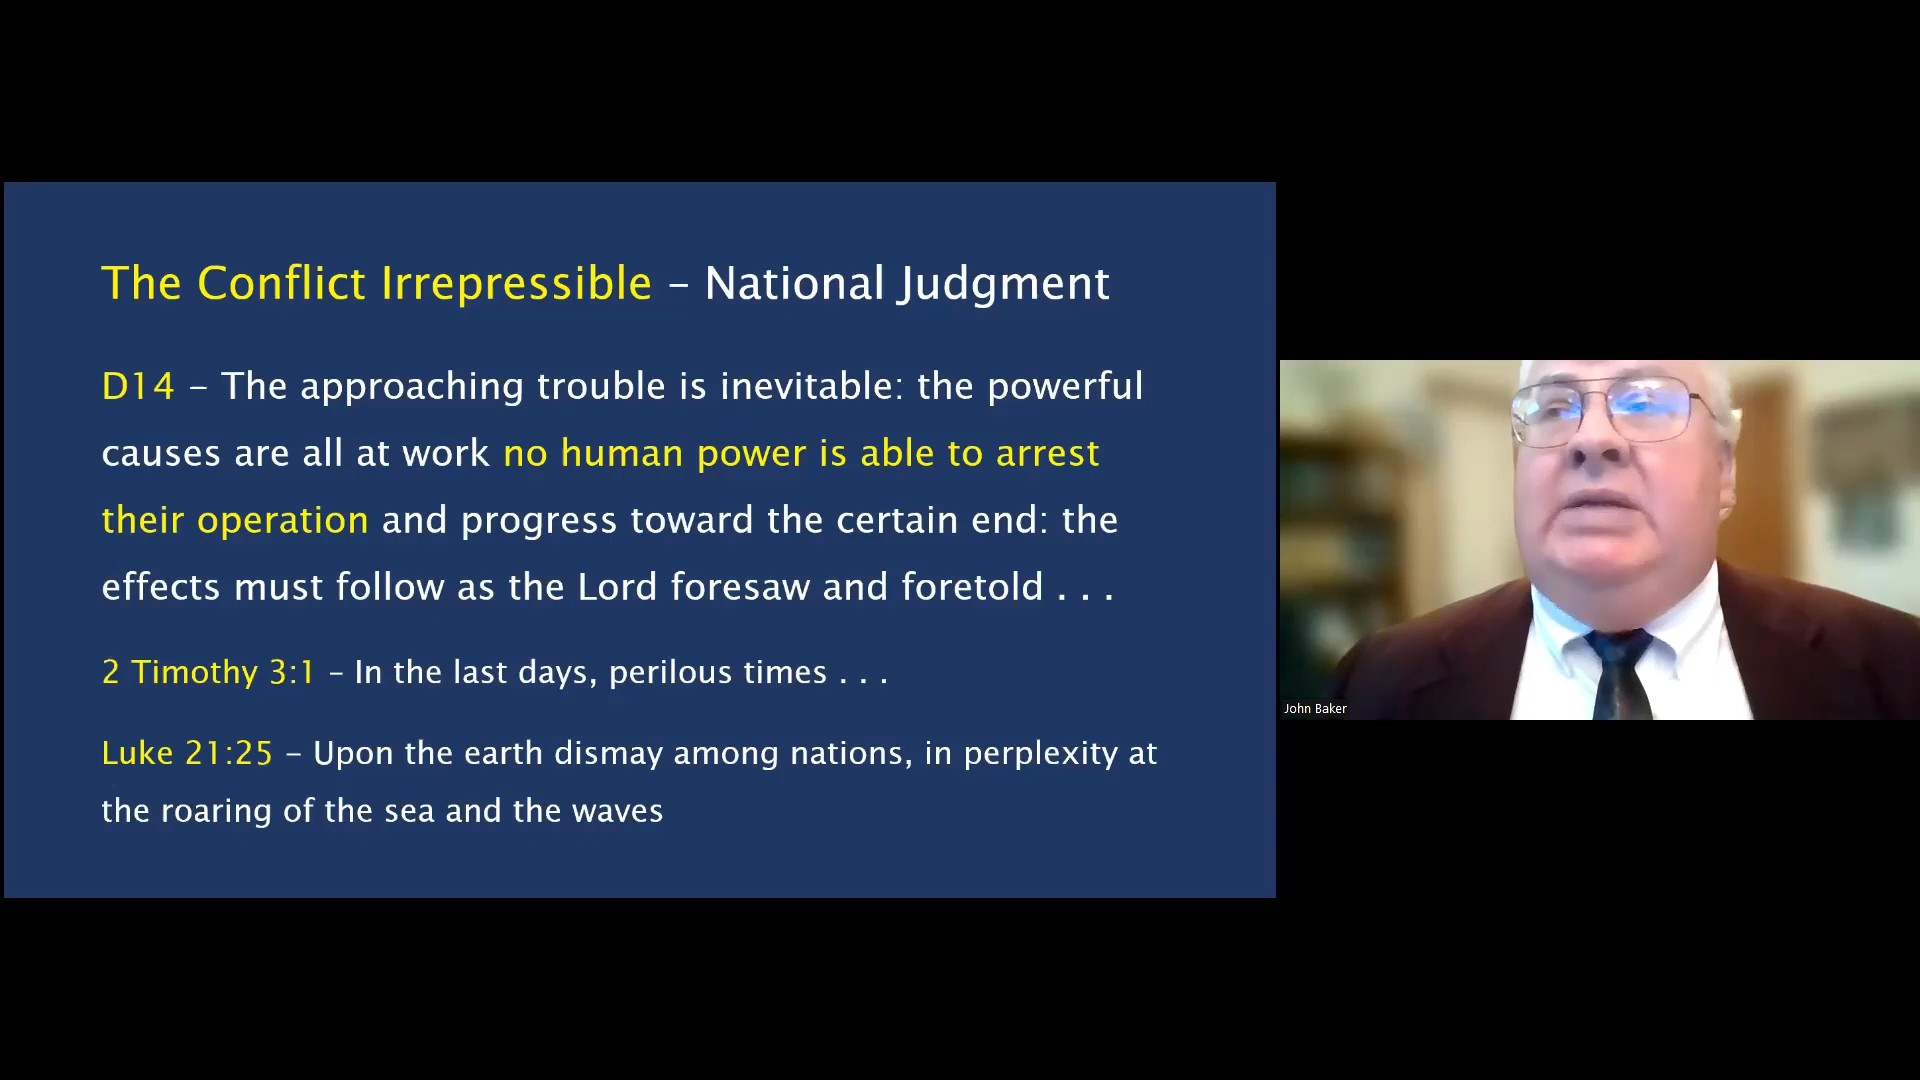 The Conflict Irrepressible – National Judgment
D14 – The approaching trouble is inevitable: the powerful
causes are all at work no human power is able to arrest
their operation and progress toward the certain end: the
effects must follow as the Lord foresaw and foretold . . .
2 Timothy 3:1 – In the last days, perilous times . . .
Luke 21:25 – Upon the earth dismay among nations, in perplexity at
the roaring of the sea and the waves
John Baker